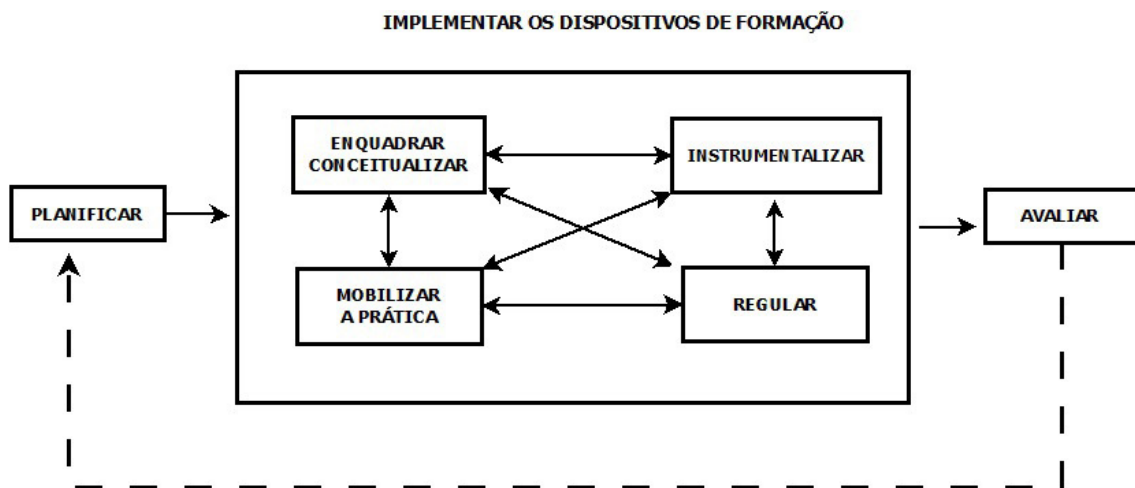 IMPLEMENTAR OS DISPOSITIVOS DE FORMAÇÃO
PLANIFICAR
ENQUADRAR
CONCEITUALIZAR
INSTRUMENTALIZAR
MOBILIZAR
A PRÁTICA
REGULAR
AVALIAR